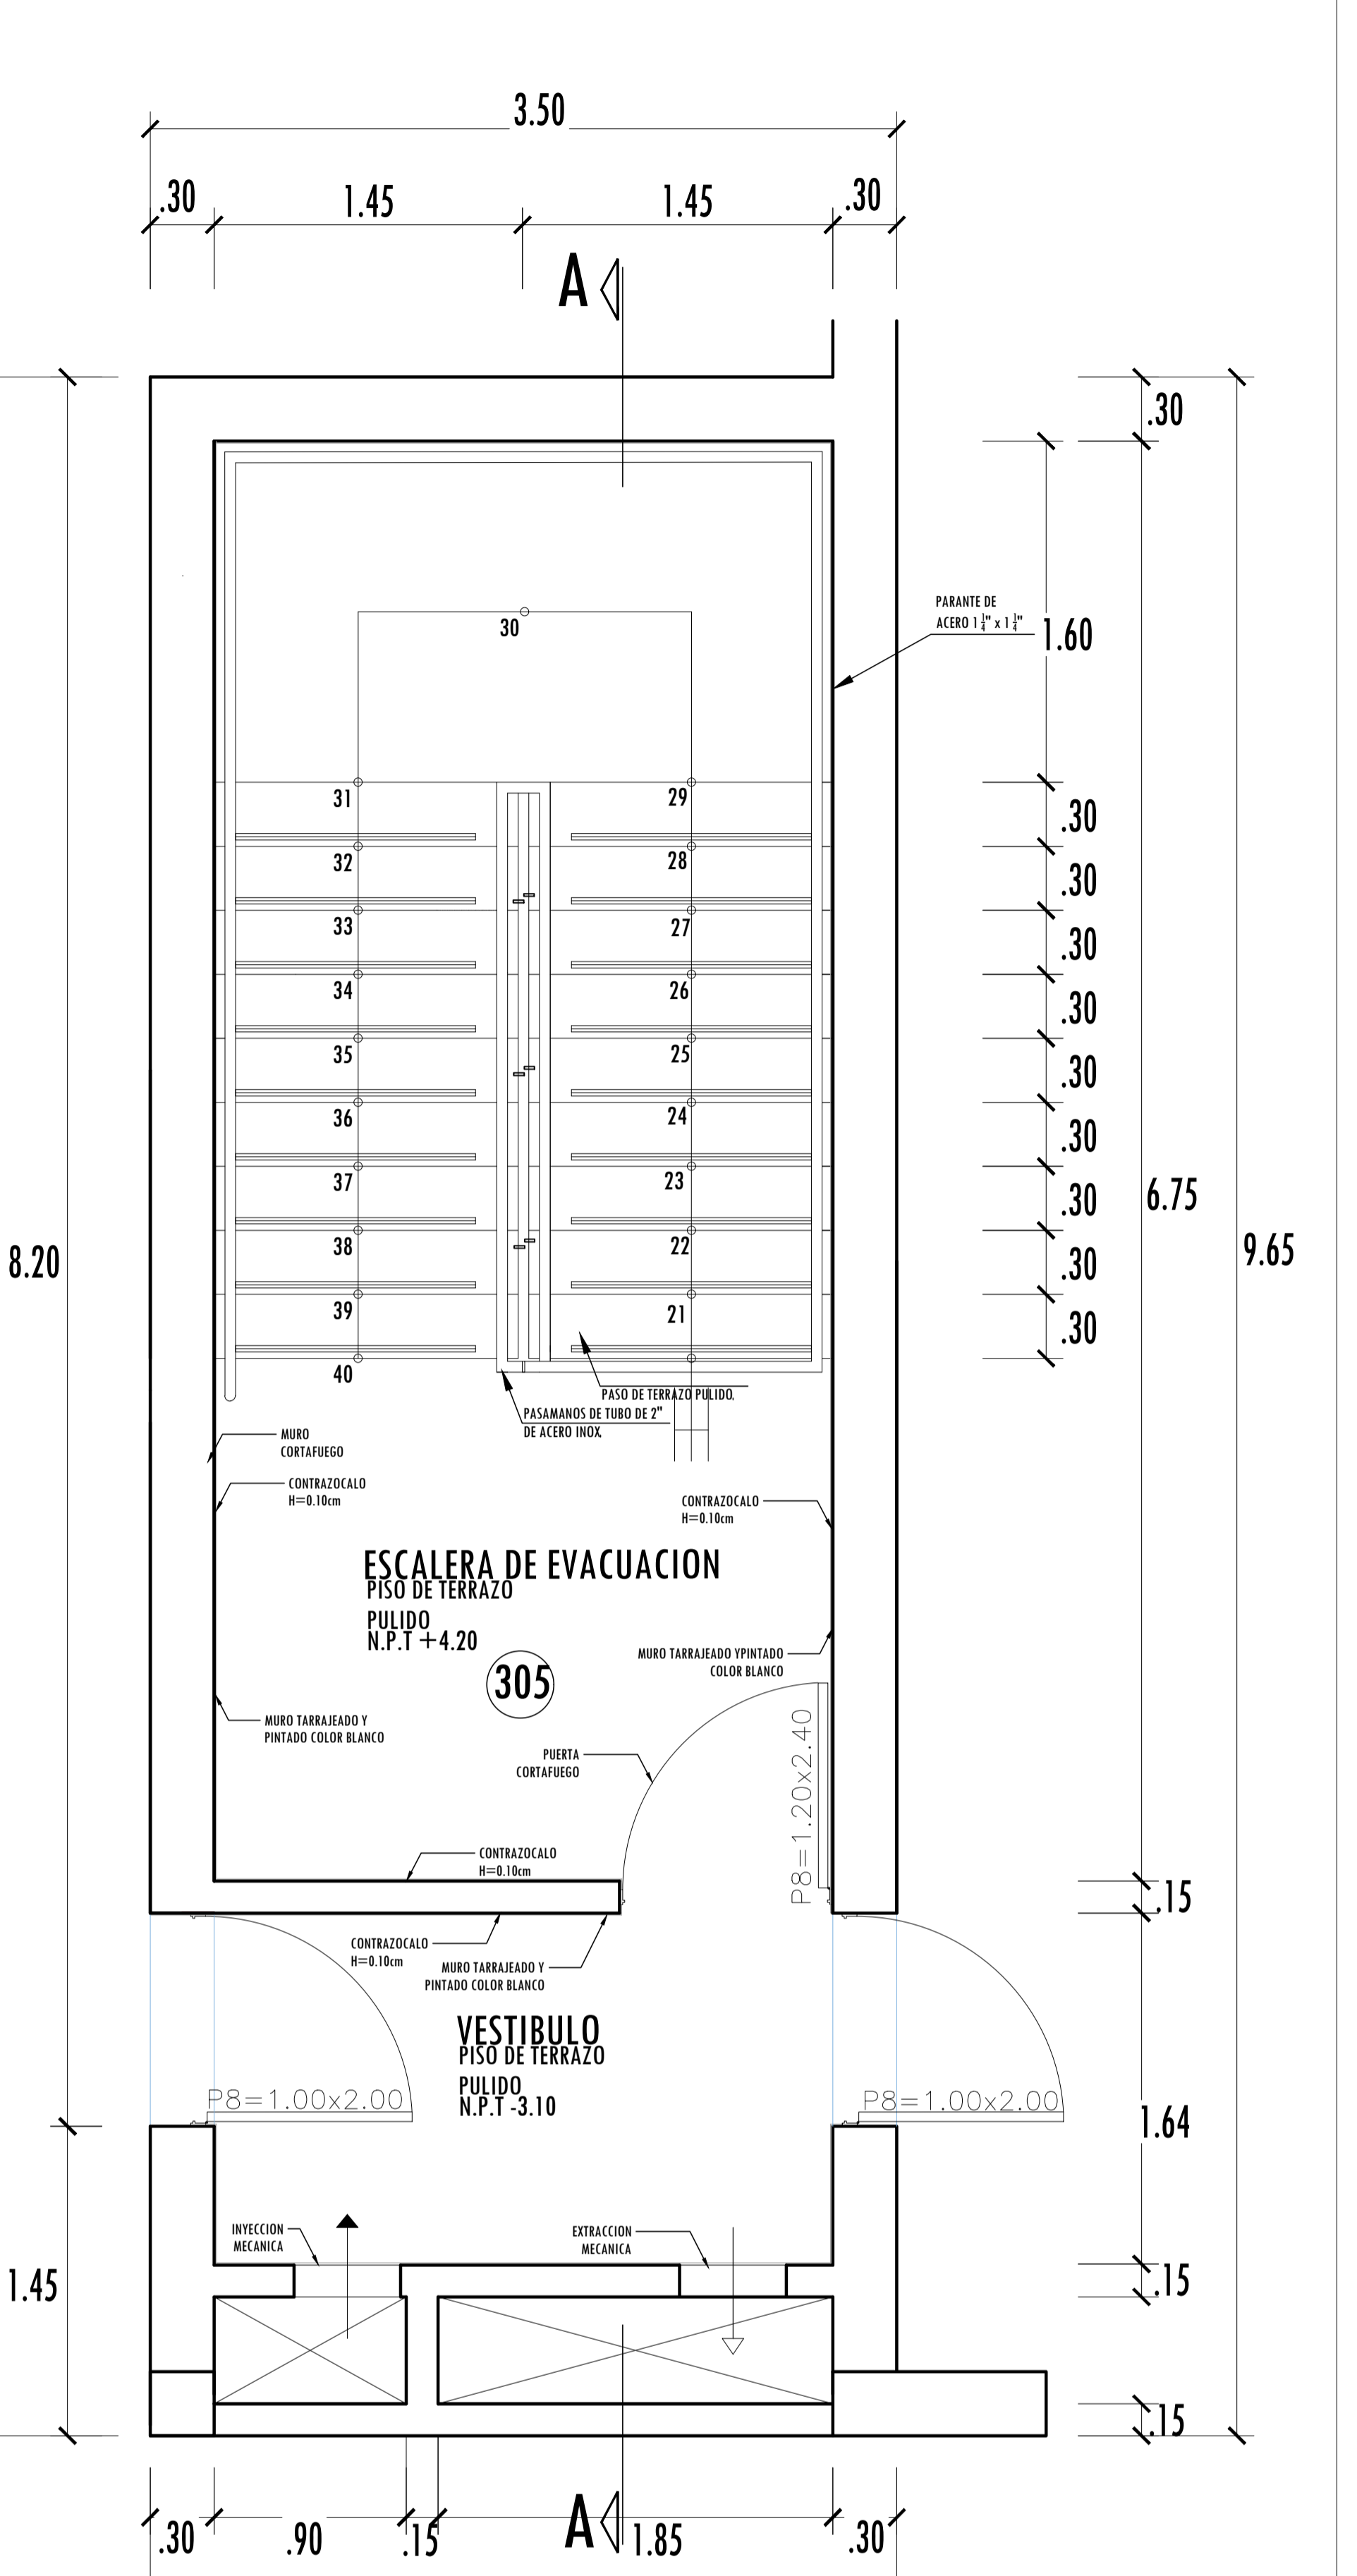 3.50
.30
1.45
1.45
.30
A
.30
PARANTE DE
ACERO 1 1/4" x 1 1/4"
1.60
30
31
29
.30
32
28
.30
33
27
.30
34
26
.30
35
25
.30
36
24
.30
37
23
.30
6.75
38
22
.30
8.20
9.65
39
21
.30
40
PASO DE TERRAZO PULIDO.
PASAMANOS DE TUBO DE 2"
DE ACERO INOX.
MURO
CORTAFUEGO
CONTRAZOCALO
H=0.10cm
CONTRAZOCALO
H=0.10cm
ESCALERA DE EVACUACION
PISO DE TERRAZO
PULIDO
N.P.T +4.20
305
MURO TARRAJEADO YPINTADO
COLOR BLANCO
MURO TARRAJEADO Y
PINTADO COLOR BLANCO
PUERTA
CORTAFUEGO
P8=1.20x2.40
CONTRAZOCALO
H=0.10cm
.15
CONTRAZOCALO
H=0.10cm
MURO TARRAJEADO Y
PINTADO COLOR BLANCO
VESTIBULO
PISO DE TERRAZO
PULIDO
N.P.T -3.10
P8=1.00x2.00
P8=1.00x2.00
1.64
INYECCION
MECANICA
EXTRACCION
MECANICA
1.45
.15
.15
.30
.90
.15
A
1.85
.30